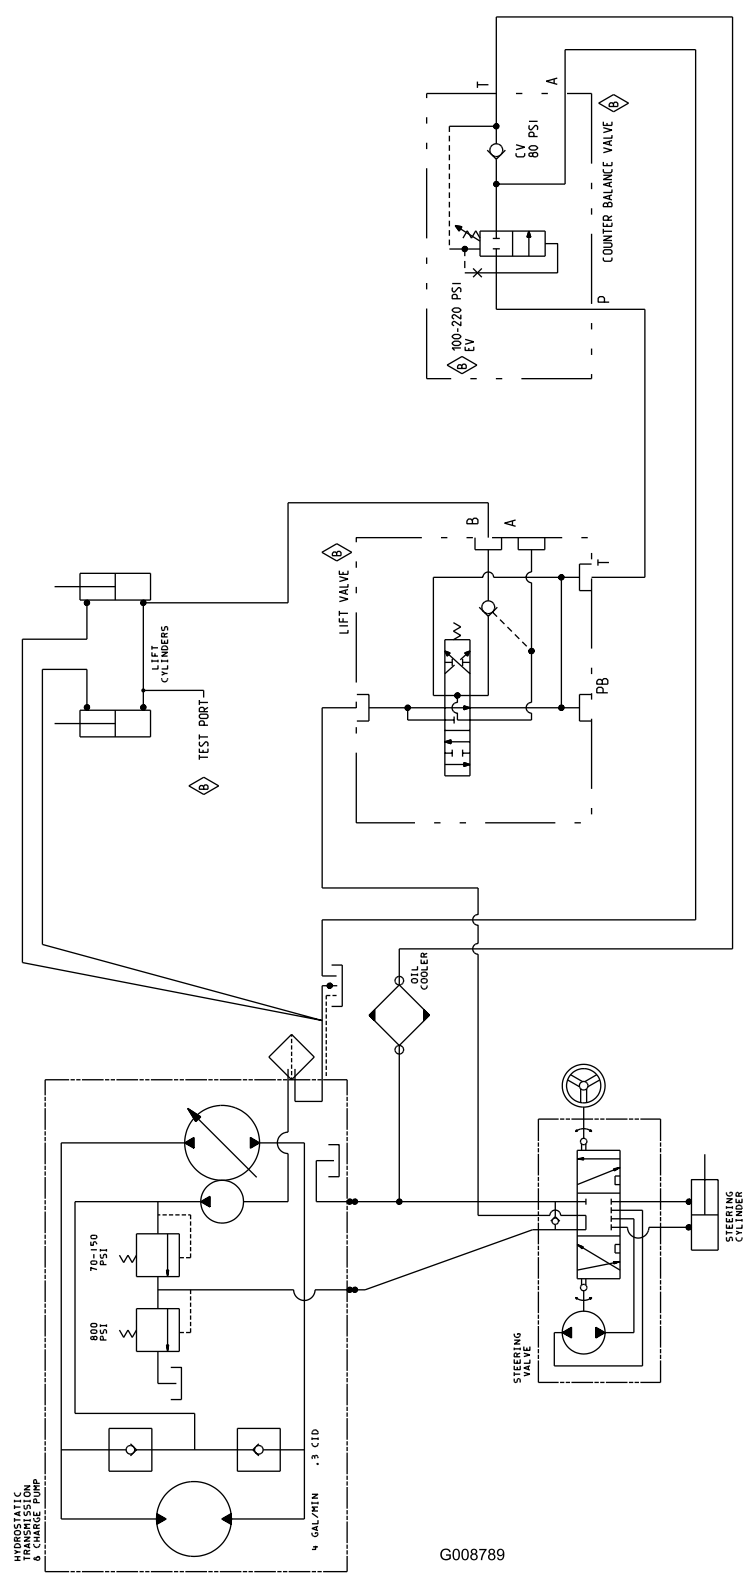 T
A
B
CV
80 PSI
COUNTER BALANCE VALVE
P
100-220 PSI
EV
B
B
A
B
LIFT VALVE
T
LIFT
CYLINDERS
PB
TEST PORT
B
OIL
COOLER
70-150
PSI
800
PSI
STEERING
CYLINDER
STEERING
VALVE
.3 CID
4 GAL/MIN
HYDROSTATIC
TRANSMISSION
& CHARGE PUMP
G008789